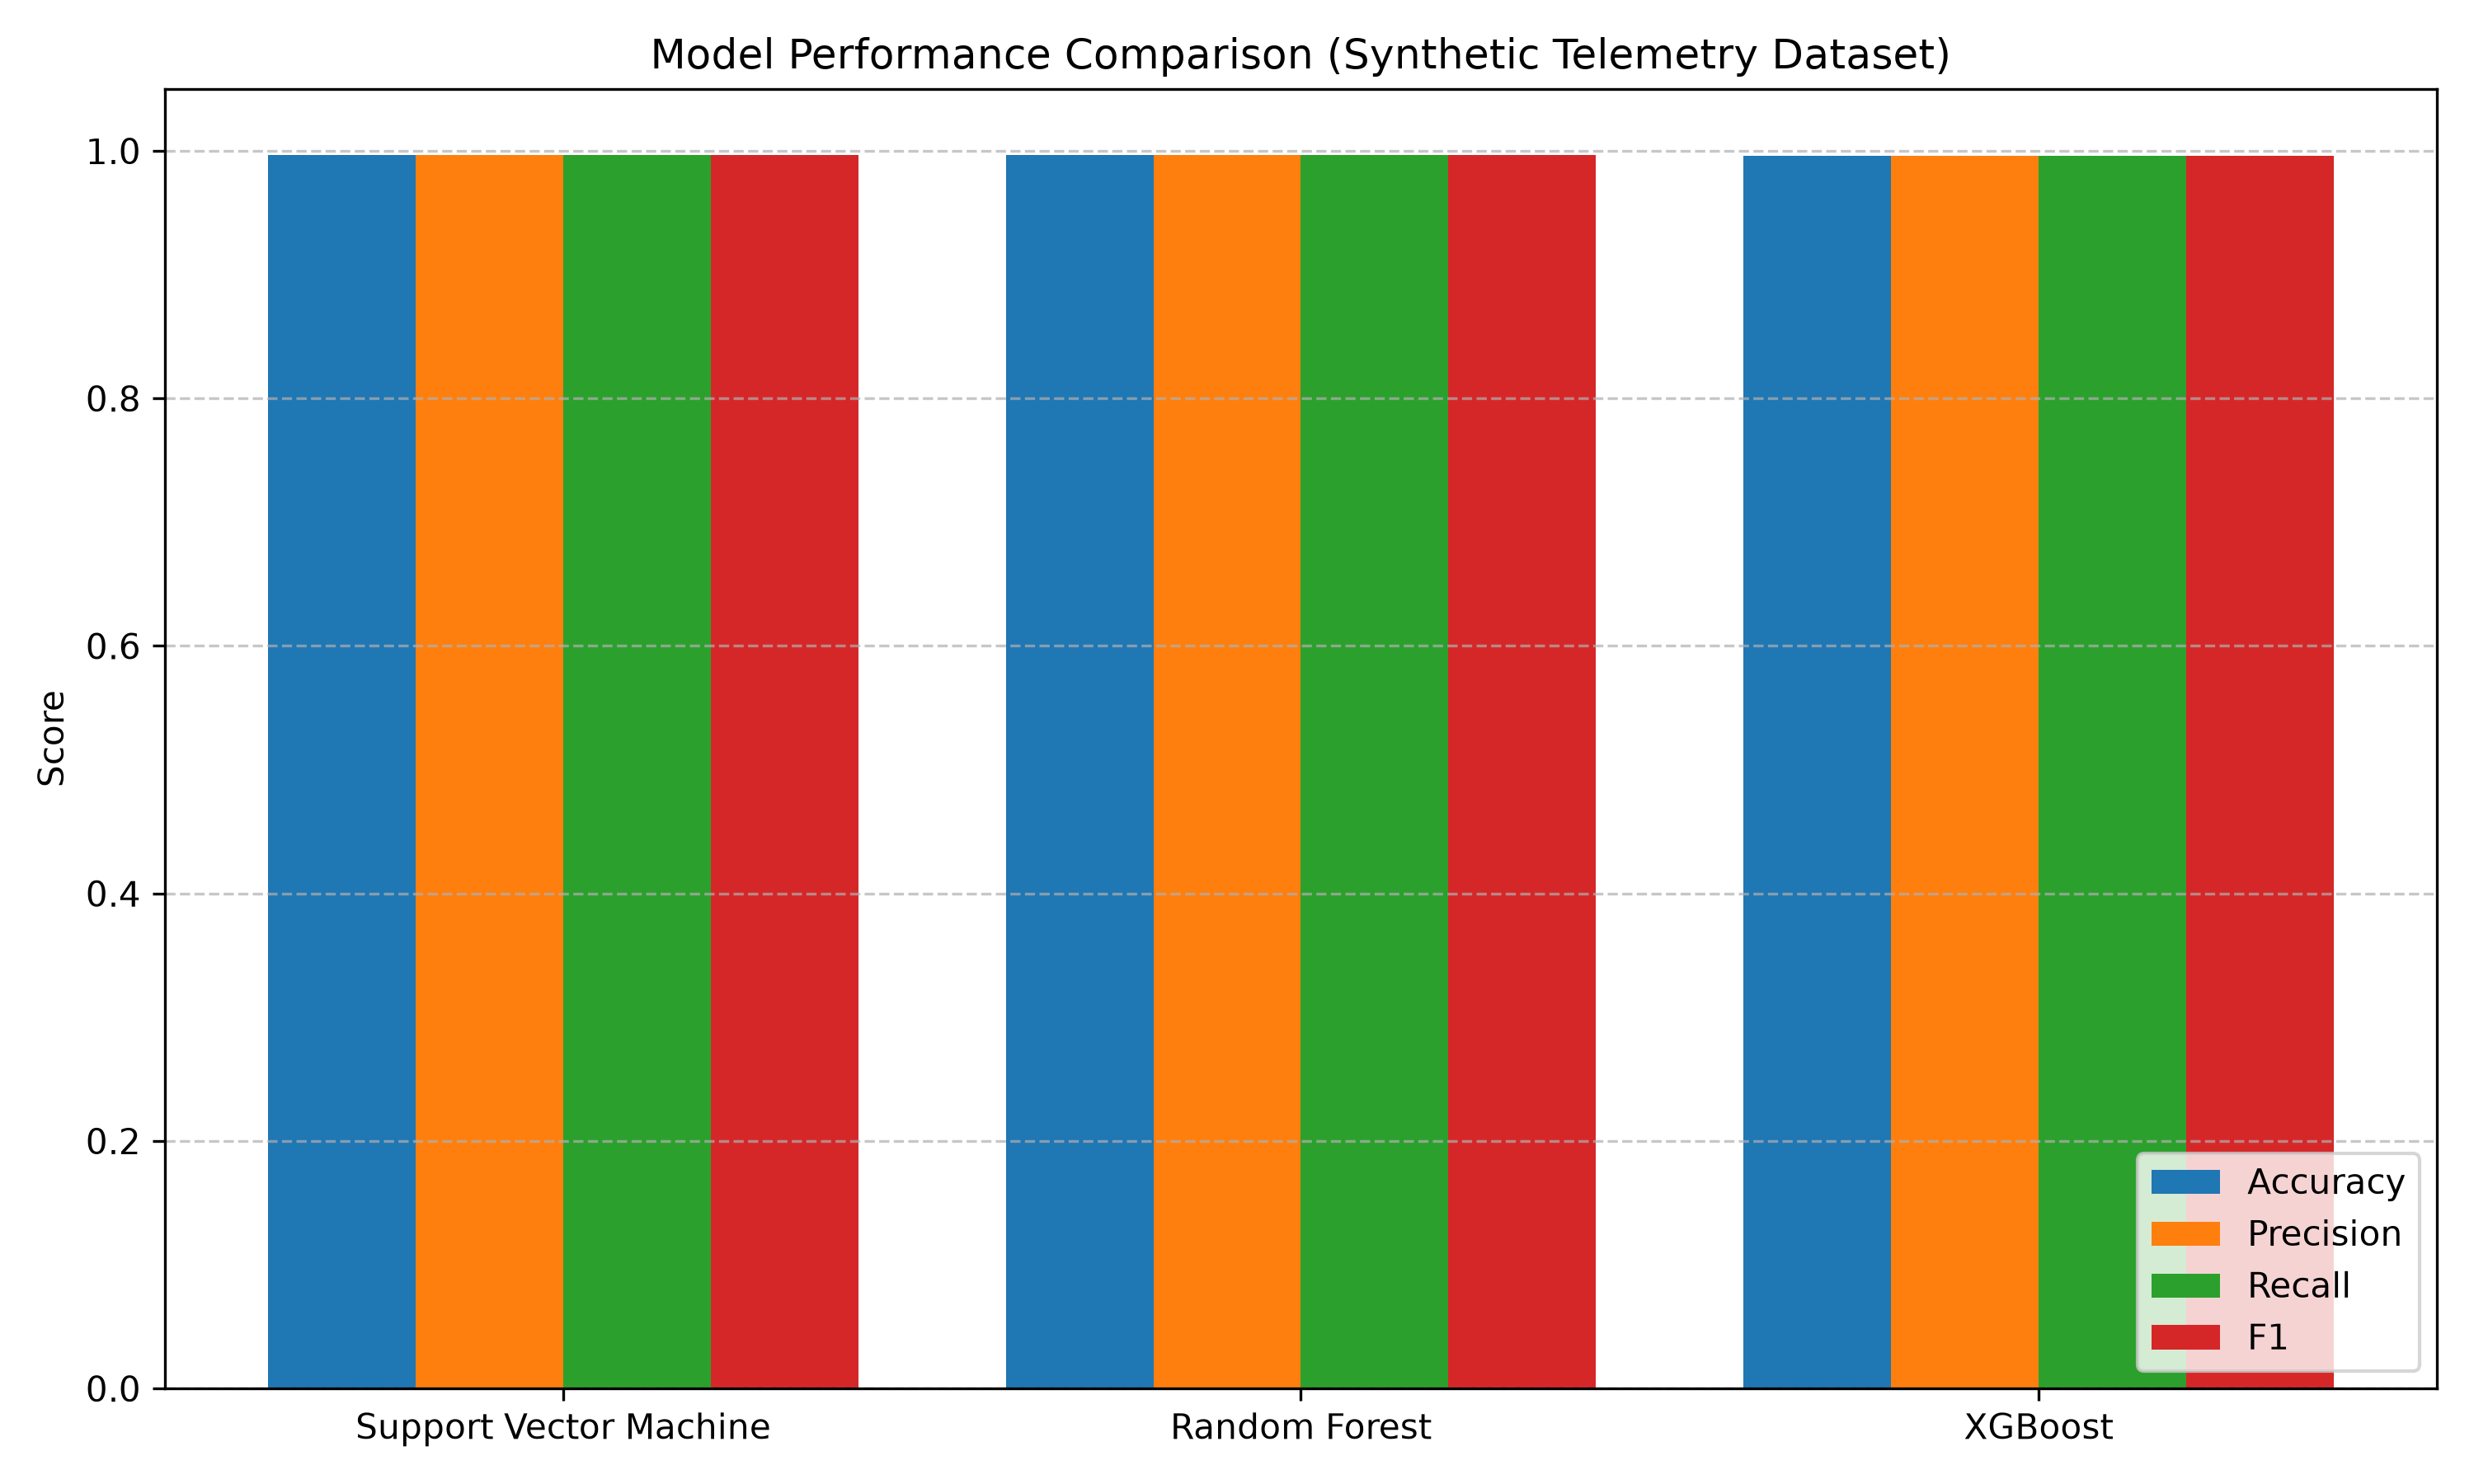 Model Performance Comparison (Synthetic Telemetry Dataset)
1.0
0.8
0.6
0.4
0.2
0.0
Score
Support Vector Machine
Random Forest
XGBoost
Accuracy
Precision
Recall
F1